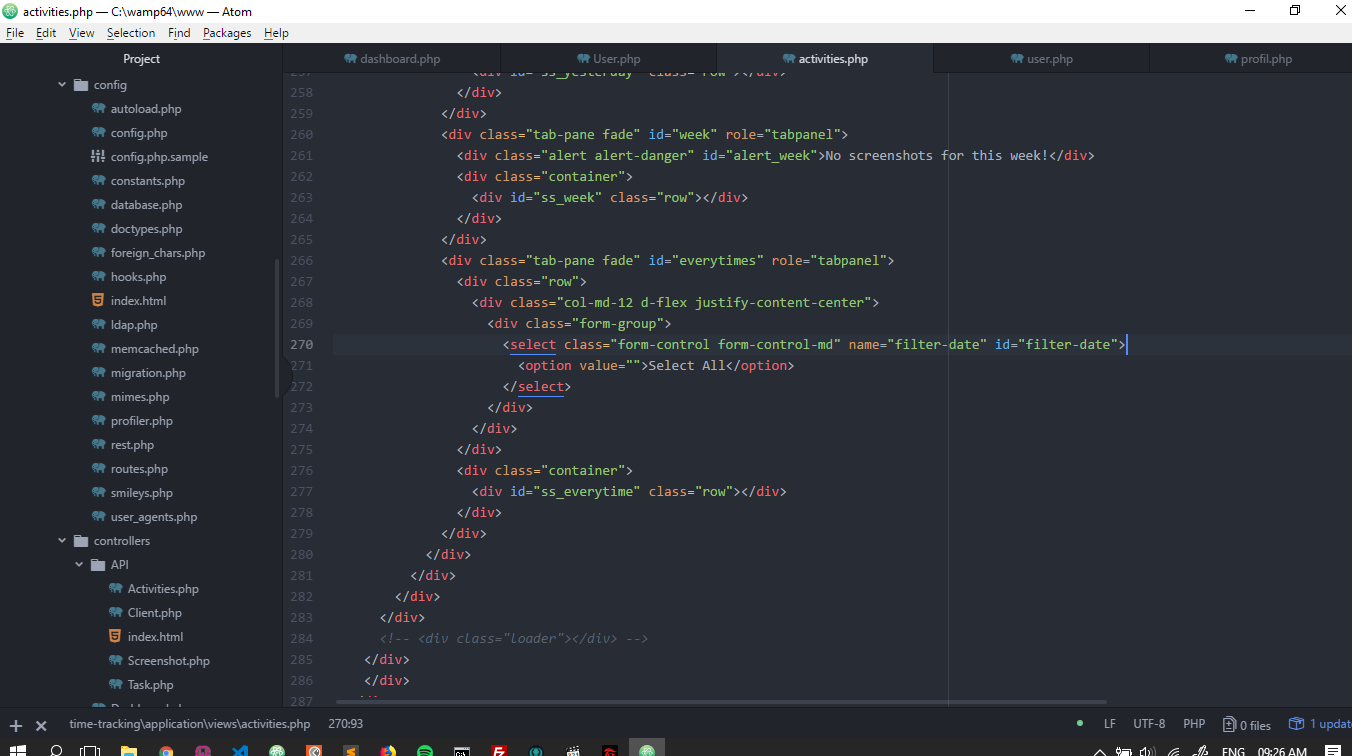 activities.php — C:\wamp64\www — Atom
File Edit View Selection Find Packages Help
Project
dashboard.php User.php activities.php user.php profil.php
config
autoload.php
config.php
config.php.sample
constants.php
database.php
doctypes.php
foreign_chars.php
hooks.php
index.html
ldap.php
memcached.php
migration.php
mimes.php
profiler.php
rest.php
routes.php
smileys.php
user_agents.php
controllers
API
Activities.php
Client.php
index.html
Screenshot.php
Task.php
257 <div id="ss_yesterday" class="row"></div>
258 </div>
259 </div>
260 <div class="tab-pane fade" id="week" role="tabpanel">
261 <div class="alert alert-danger" id="alert_week">No screenshots for this week!</div>
262 <div class="container">
263 <div id="ss_week" class="row"></div>
264 </div>
265 </div>
266 <div class="tab-pane fade" id="everytimes" role="tabpanel">
267 <div class="row">
268 <div class="col-md-12 d-flex justify-content-center">
269 <div class="form-group">
270 <select class="form-control form-control-md" name="filter-date" id="filter-date">
271 <option value="">Select All</option>
272 </select>
273 </div>
274 </div>
275 </div>
276 <div class="container">
277 <div id="ss_everytime" class="row"></div>
278 </div>
279 </div>
280 </div>
281 </div>
282 </div>
283 </div>
284 <!-- <div class="loader"></div> -->
285 </div>
286 </div>
287
time-tracking\application\views\activities.php 270:93 LF UTF-8 PHP 0 files 1 updat
ENG 09:26 AM